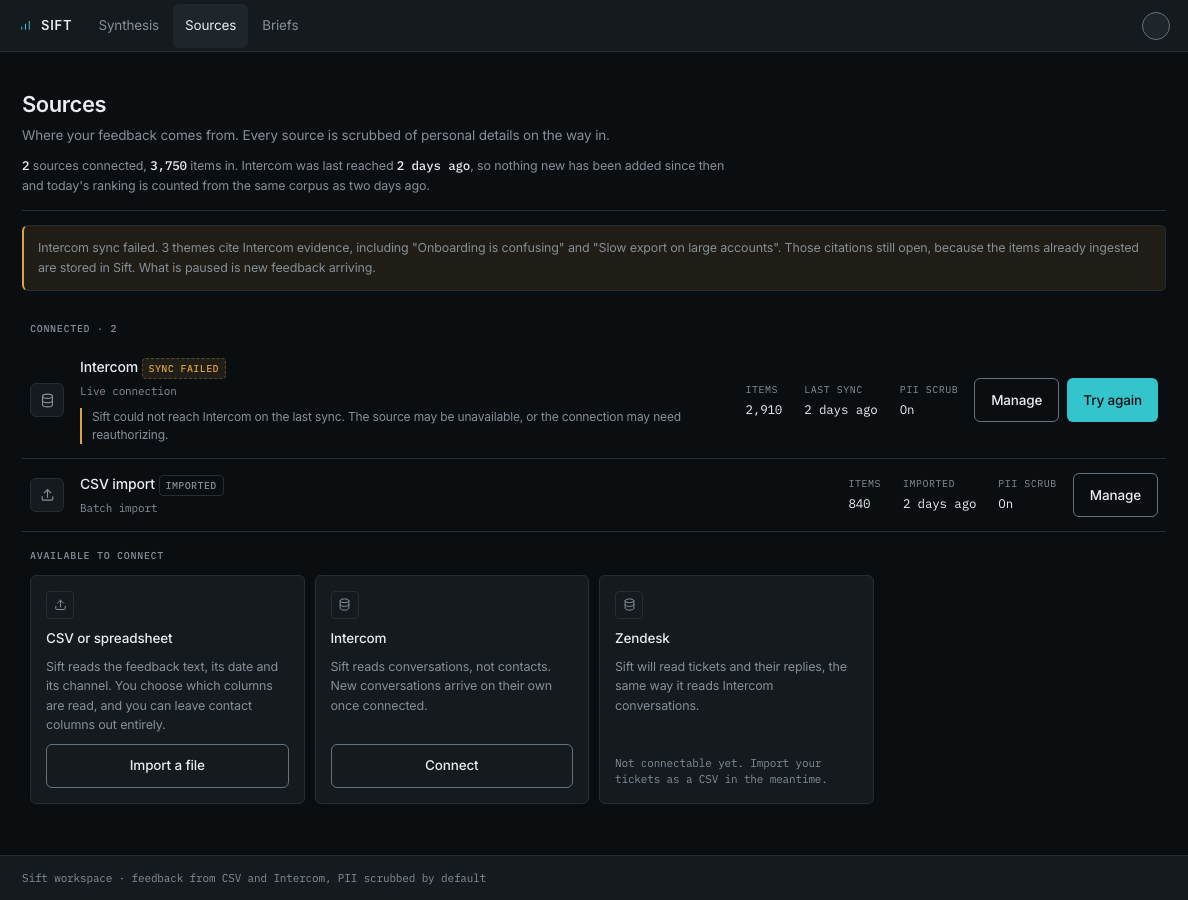 SIFT
Synthesis
Sources
Briefs
Sources
Where your feedback comes from. Every source is scrubbed of personal details on the way in.
2 sources connected, 3,750 items in. Intercom was last reached 2 days ago, so nothing new has been added since then
and today's ranking is counted from the same corpus as two days ago.
Intercom sync failed. 3 themes cite Intercom evidence, including "Onboarding is confusing" and "Slow export on large accounts". Those citations still open, because the items already ingested
are stored in Sift. What is paused is new feedback arriving.
CONNECTED · 2
Intercom SYNC FAILED
Live connection
Sift could not reach Intercom on the last sync. The source may be unavailable, or the connection may need
reauthorizing.
ITEMS
2,910
LAST SYNC
2 days ago
PII SCRUB
On
Manage
Try again
CSV import IMPORTED
Batch import
ITEMS
840
IMPORTED
2 days ago
PII SCRUB
On
Manage
AVAILABLE TO CONNECT
CSV or spreadsheet
Sift reads the feedback text, its date and
its channel. You choose which columns
are read, and you can leave contact
columns out entirely.
Import a file
Intercom
Sift reads conversations, not contacts.
New conversations arrive on their own
once connected.
Connect
Zendesk
Sift will read tickets and their replies, the
same way it reads Intercom
conversations.
Not connectable yet. Import your
tickets as a CSV in the meantime.
Sift workspace · feedback from CSV and Intercom, PII scrubbed by default